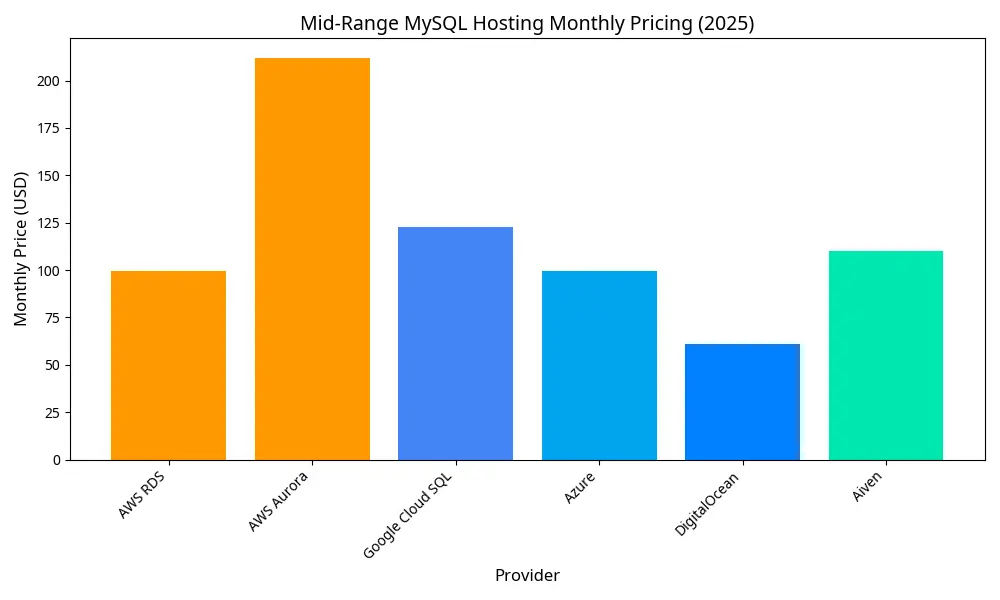 Mid-Range MySQL Hosting Monthly Pricing (2025)
Monthly Price (USD)
200
175
150
125
100
75
50
25
0
AWS RDS
AWS Aurora
Google Cloud SQL
Azure
DigitalOcean
Aiven
Provider